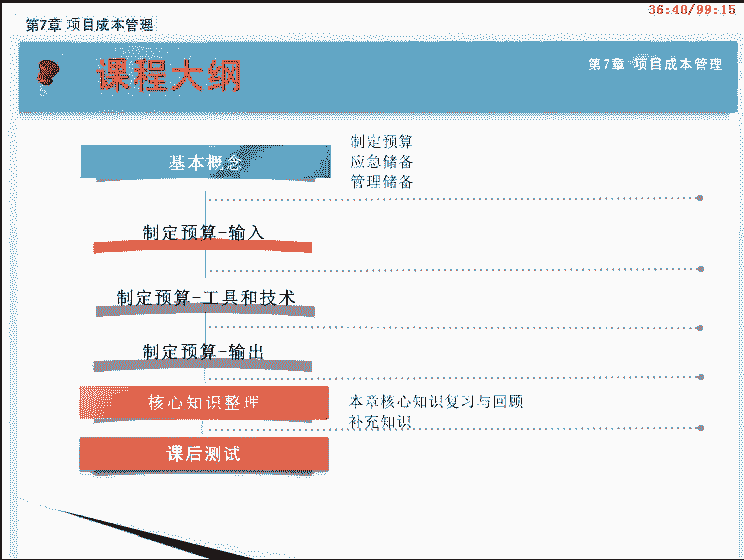 36:48/99:15
第7章 项目成本管理
课程大纲
第7章 项目成本管理
基本概念
制定预算
应急储备
管理储备
制定预算-输入
制定预算-工具和技术
制定预算-输出
核心知识整理
本章核心知识复习与回顾
补充知识
课后测试